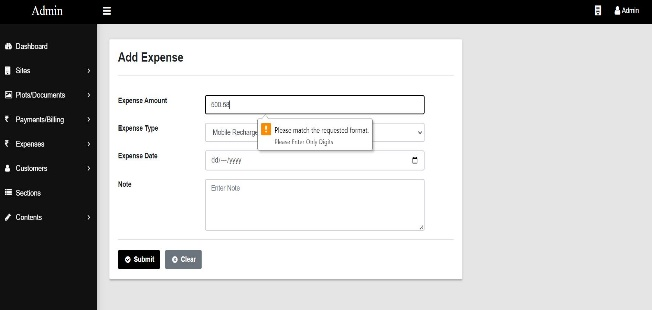 Admin
Admin
Dashboard
Sites
Plots/Documents
Payments/Billing
Expenses
Customers
Sections
Contents
Add Expense
Expense Amount
500.68
Please match the requested format.
Please Enter Only Digits
Expense Type
Mobile Recharge
Expense Date
dd----yyyy
Note
Enter Note
Submit
Clear